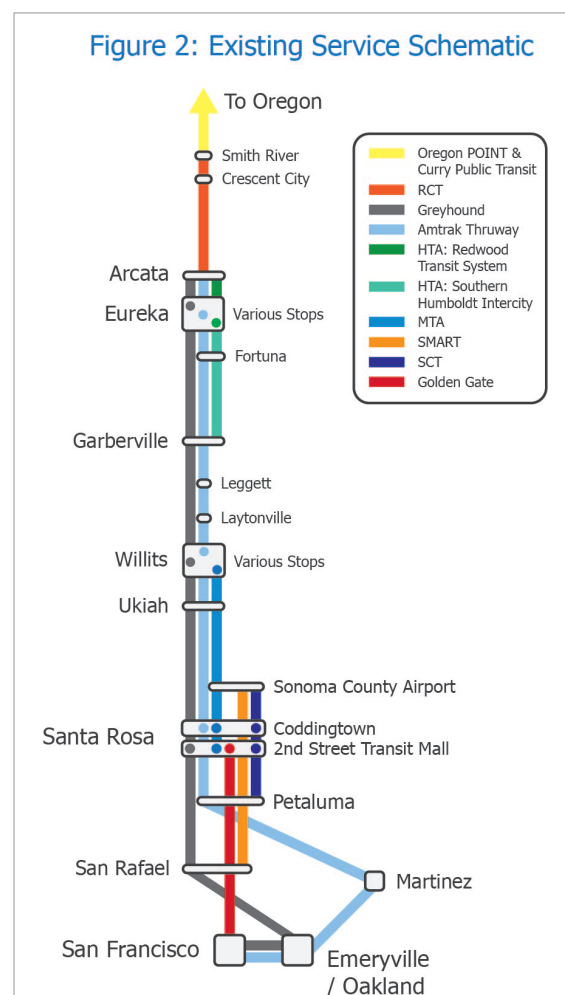 Figure 2: Existing Service Schematic
To Oregon
Smith River
Crescent City
Oregon POINT &
Curry Public Transit
RCT
Greyhound
Amtrak Thruway
HTA: Redwood
Transit System
HTA: Southern
Humboldt Intercity
MTA
SMART
SCT
Golden Gate
Arcata
Eureka
Various Stops
Fortuna
Garberville
Leggett
Laytonville
Willits
Various Stops
Ukiah
Sonoma County Airport
Santa Rosa
Coddingtown
2nd Street Transit Mall
Petaluma
San Rafael
Martinez
San Francisco
Emeryville
/ Oakland